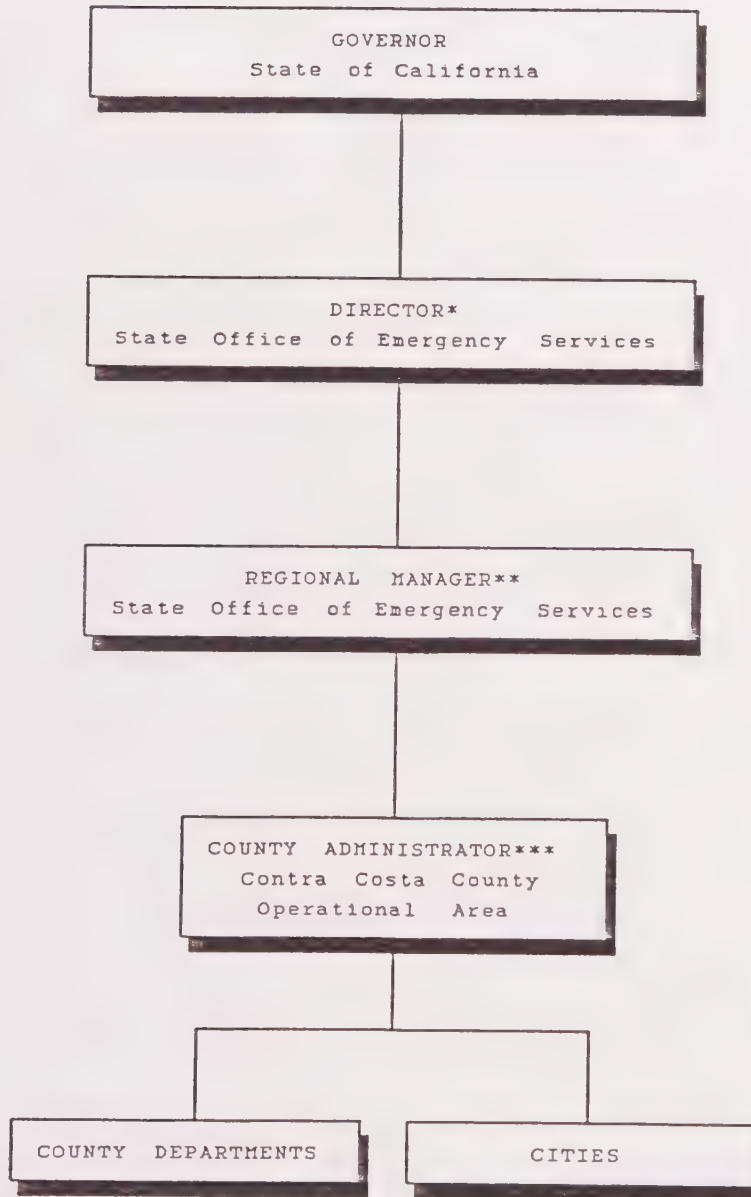 GOVERNOR
State of California
DIRECTOR*
State Office of Emergency Services
REGIONAL MANAGER**
State Office of Emergency Services
COUNTY ADMINISTRATOR***
Contra Costa County
Operational Area
COUNTY DEPARTMENTS
CITIES